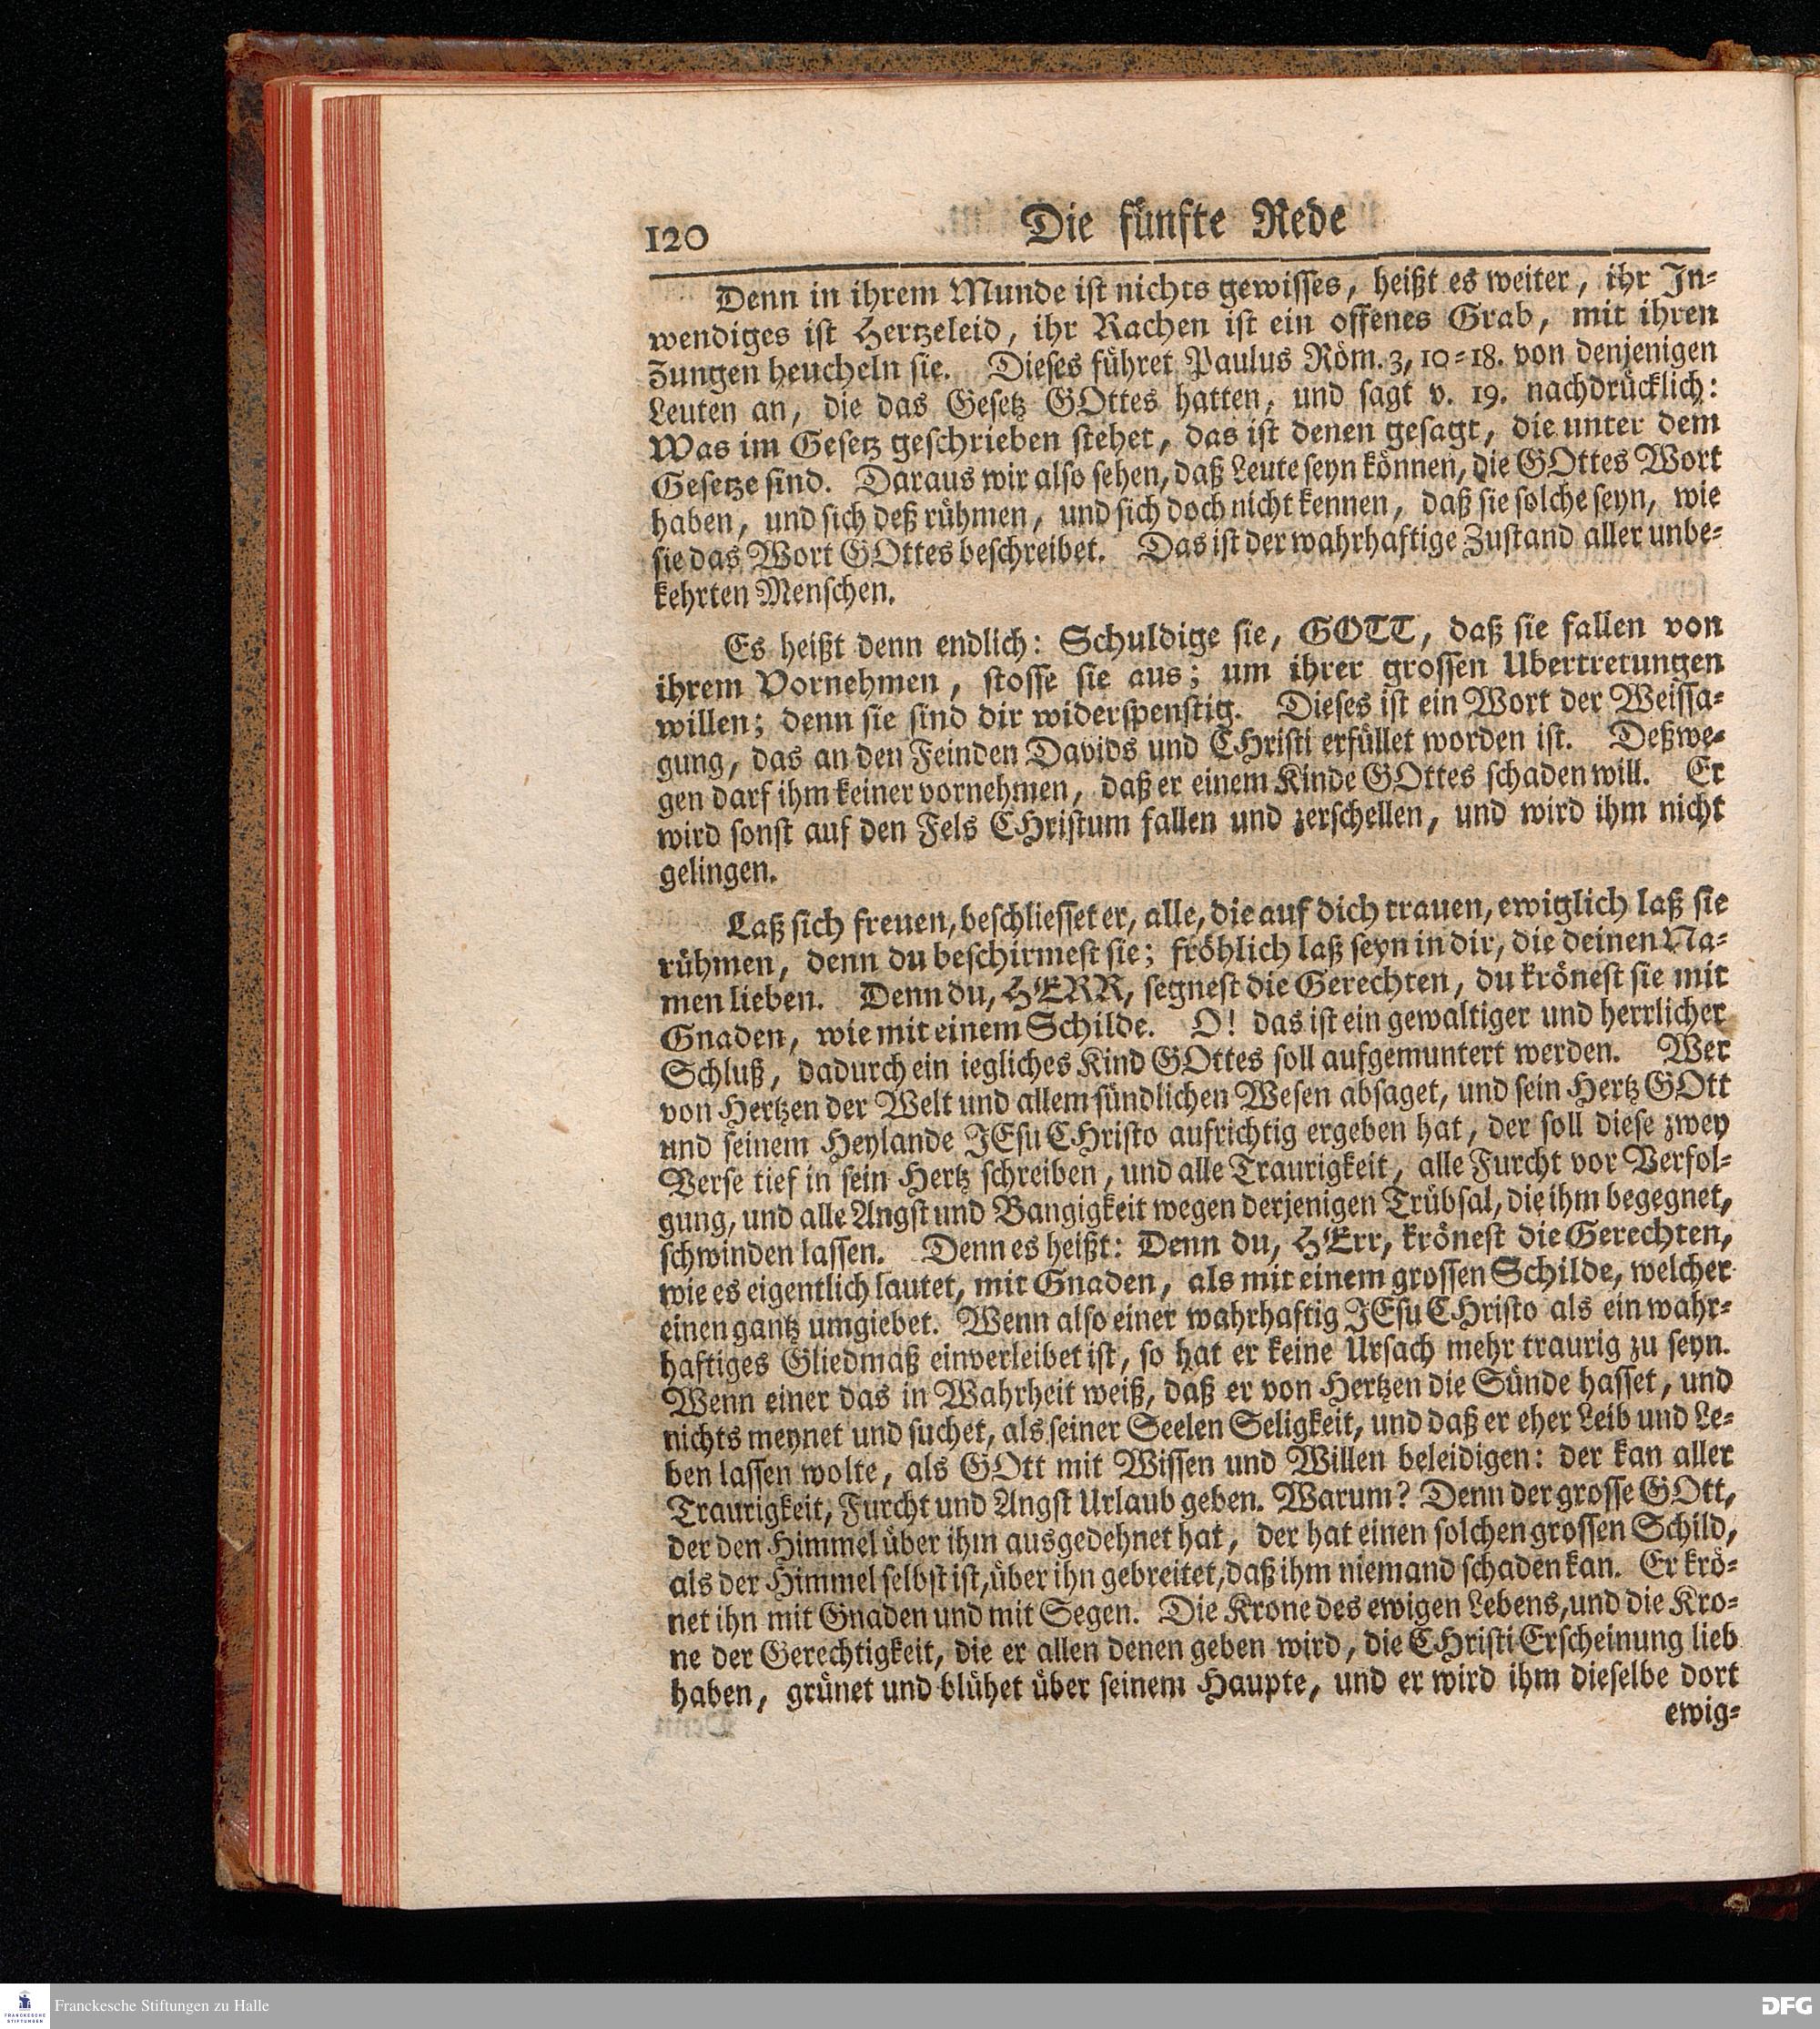 120
Die fünfte Rede
Denn in ihrem Munde ist nichts gewisses, heißt es weiter, ihr In-
wendiges ist Hertzeleid, ihr Rachen ist ein offenes Grab, mit ihren
Zungen heucheln sie. Dieses führet Paulus Röm. 3, 10-18. von denjenigen
Leuten an, die das Gesetz GOttes hatten, und sagt v. 19. nachdrücklich:
Was im Gesetz geschrieben stehet, das ist denen gesagt, die unter dem
Gesetze sind. Daraus wir also sehen, daß Leute seyn können, die GOttes Wort
haben, und sich deß rühmen, und sich doch nicht kennen, daß sie solche seyn, wie
sie das Wort GOttes beschreibet. Das ist der wahrhaftige Zustand aller unbe-
kehrten Menschen.
Es heißt denn endlich: Schuldige sie, GOTT, daß sie fallen von
ihrem Vornehmen, stosse sie aus; um ihrer grossen Ubertretungen
willen; denn sie sind dir widerspenstig. Dieses ist ein Wort der Weissa-
gung, das an den Feinden Davids und CHristi erfüllet worden ist. Deßwe-
gen darf ihm keiner vornehmen, daß er einem Kinde GOttes schaden will. Er
wird sonst auf den Fels CHristum fallen und zerschellen, und wird ihm nicht
gelingen.
Laß sich freuen, beschliesset er, alle, die auf dich trauen, ewiglich laß sie
rühmen, denn du beschirmest sie; fröhlich laß seyn in dir, die deinen Na-
men lieben. Denn du, HERR, segnest die Gerechten, du krönest sie mit
Gnaden, wie mit einem Schilde. O! das ist ein gewaltiger und herrlicher
Schluß, dadurch ein iegliches Kind GOttes soll aufgemuntert werden. Wer
von Hertzen der Welt und allem sündlichen Wesen absaget, und sein Hertz GOtt
und seinem Heylande JEsu CHristo aufrichtig ergeben hat, der soll diese zwey
Verse tief in sein Hertz schreiben, und alle Traurigkeit, alle Furcht vor Verfol-
gung, und alle Angst und Bangigkeit wegen derjenigen Trübsal, die ihm begegnet,
schwinden lassen. Denn es heißt: Denn du, HErr, krönest die Gerechten,
wie es eigentlich lautet, mit Gnaden, als mit einem grossen Schilde, welcher
einen gantz umgiebet. Wenn also einer wahrhaftig JEsu CHristo als ein wahr-
haftiges Gliedmaß einverleibet ist, so hat er keine Ursach mehr traurig zu seyn.
Wenn einer das in Wahrheit weiß, daß er von Hertzen die Sünde hasset, und
nichts meynet und suchet, als seiner Seelen Seligkeit, und daß er eher Leib und Le-
ben lassen wolte, als GOtt mit Wissen und Willen beleidigen: der kan aller
Traurigkeit, Furcht und Angst Urlaub geben. Warum? Denn der grosse GOtt,
der den Himmel über ihm ausgedehnet hat, der hat einen solchen grossen Schild,
als der Himmel selbst ist, über ihn gebreitet, daß ihm niemand schaden kan. Er krö-
net ihn mit Gnaden und mit Segen. Die Krone des ewigen Lebens, und die Kro-
ne der Gerechtigkeit, die er allen denen geben wird, die CHristi Erscheinung lieb
haben, grünet und blühet über seinem Haupte, und er wird ihm dieselbe dort
ewig-
FRANCKESCHE
STIFTUNGEN
Franckesche Stiftungen zu Halle
DFG